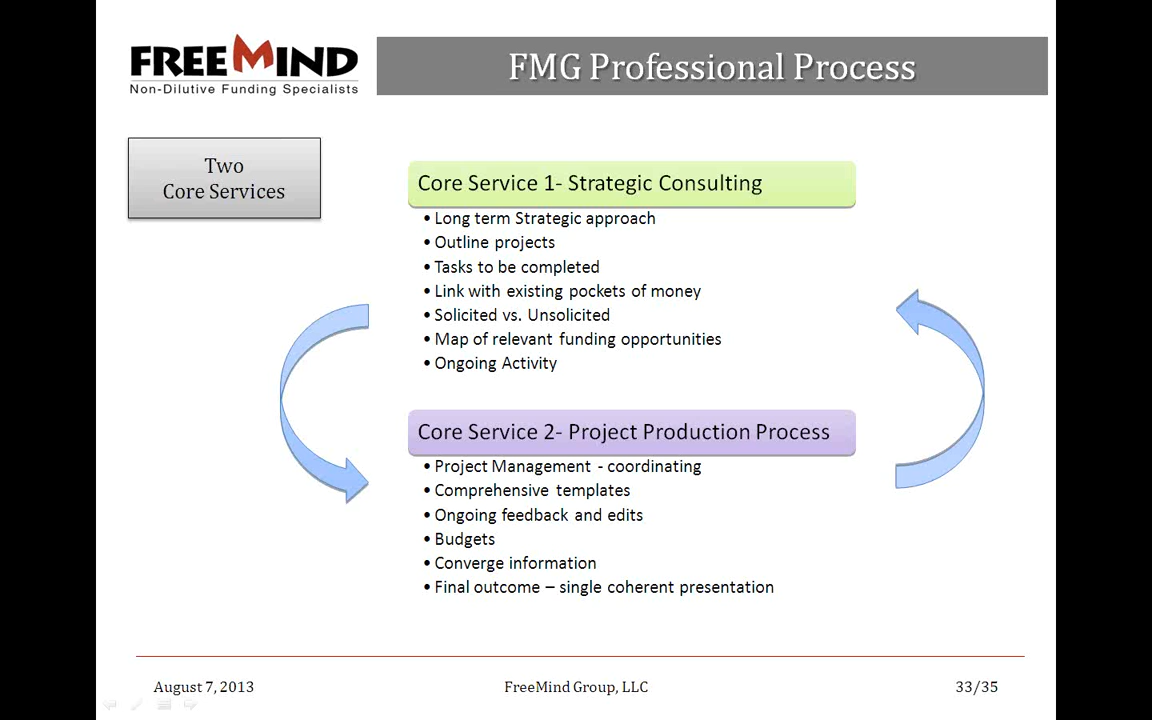 FREEMIND
Non-Dilutive Funding Specialists
FMG Professional Process
Two
Core Services
Core Service 1- Strategic Consulting
• Long term Strategic approach
• Outline projects
• Tasks to be completed
• Link with existing pockets of money
• Solicited vs. Unsolicited
• Map of relevant funding opportunities
• Ongoing Activity
Core Service 2- Project Production Process
• Project Management - coordinating
• Comprehensive templates
• Ongoing feedback and edits
• Budgets
• Converge information
• Final outcome – single coherent presentation
August 7, 2013
FreeMind Group, LLC
33/35